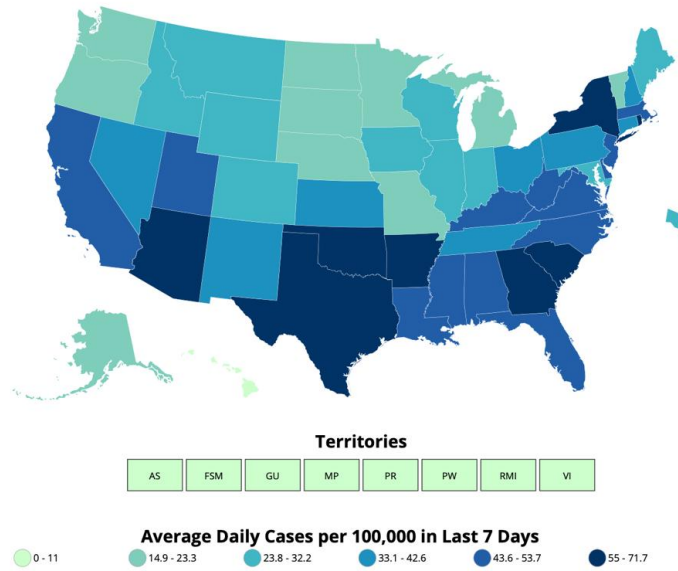 Territories
AS FSM GU MP PR PW RMI VI
Average Daily Cases per 100,000 in Last 7 Days
0 - 11 14.9 - 23.3 23.8 - 32.2 33.1 - 42.6 43.6 - 53.7 55 - 71.7